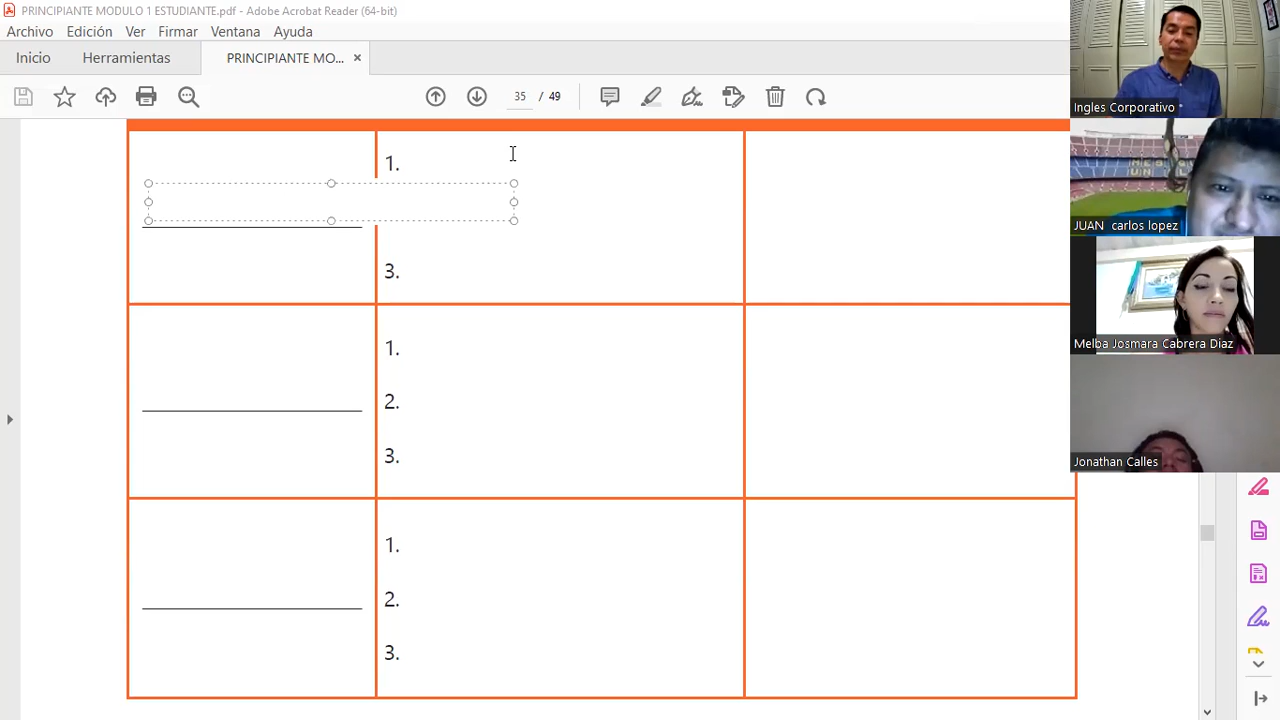 PRINCIPIANTE MODULO 1 ESTUDIANTE.pdf - Adobe Acrobat Reader (64-bit)
Archivo Edición Ver Firmar Ventana Ayuda
Inicio Herramientas PRINCIPIANTE MO... ×
35 / 49
1.
3.
1.
2.
3.
1.
2.
3.
Ingles Corporativo
JUAN carlos lopez
Melba Josmara Cabrera Diaz
Jonathan Calles